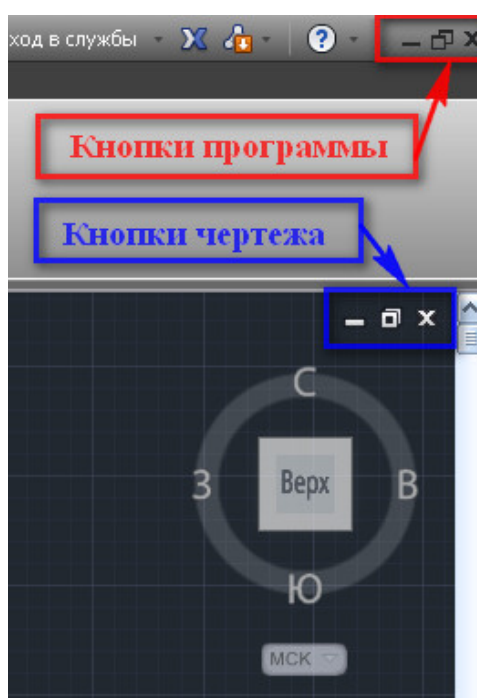 ход в службы
Кнопки программы
Кнопки чертежа
С
З Верх В
Ю
МСК